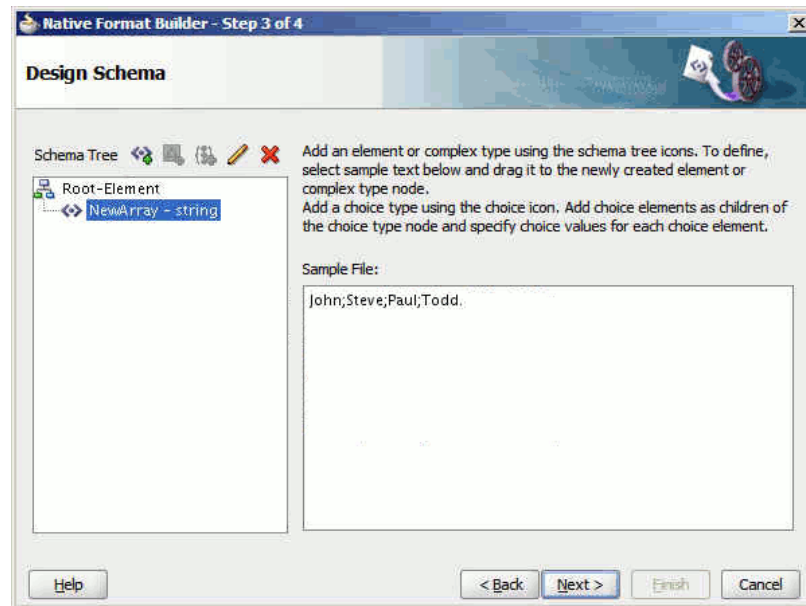 Native Format Builder - Step 3 of 4
Design Schema
Schema Tree
Root-Element
<> NewArray - string
Add an element or complex type using the schema tree icons. To define,
select sample text below and drag it to the newly created element or
complex type node.
Add a choice type using the choice icon. Add choice elements as children of
the choice type node and specify choice values for each choice element.
Sample File:
John;Steve;Paul;Todd.
Help
< Back
Next >
Finish
Cancel